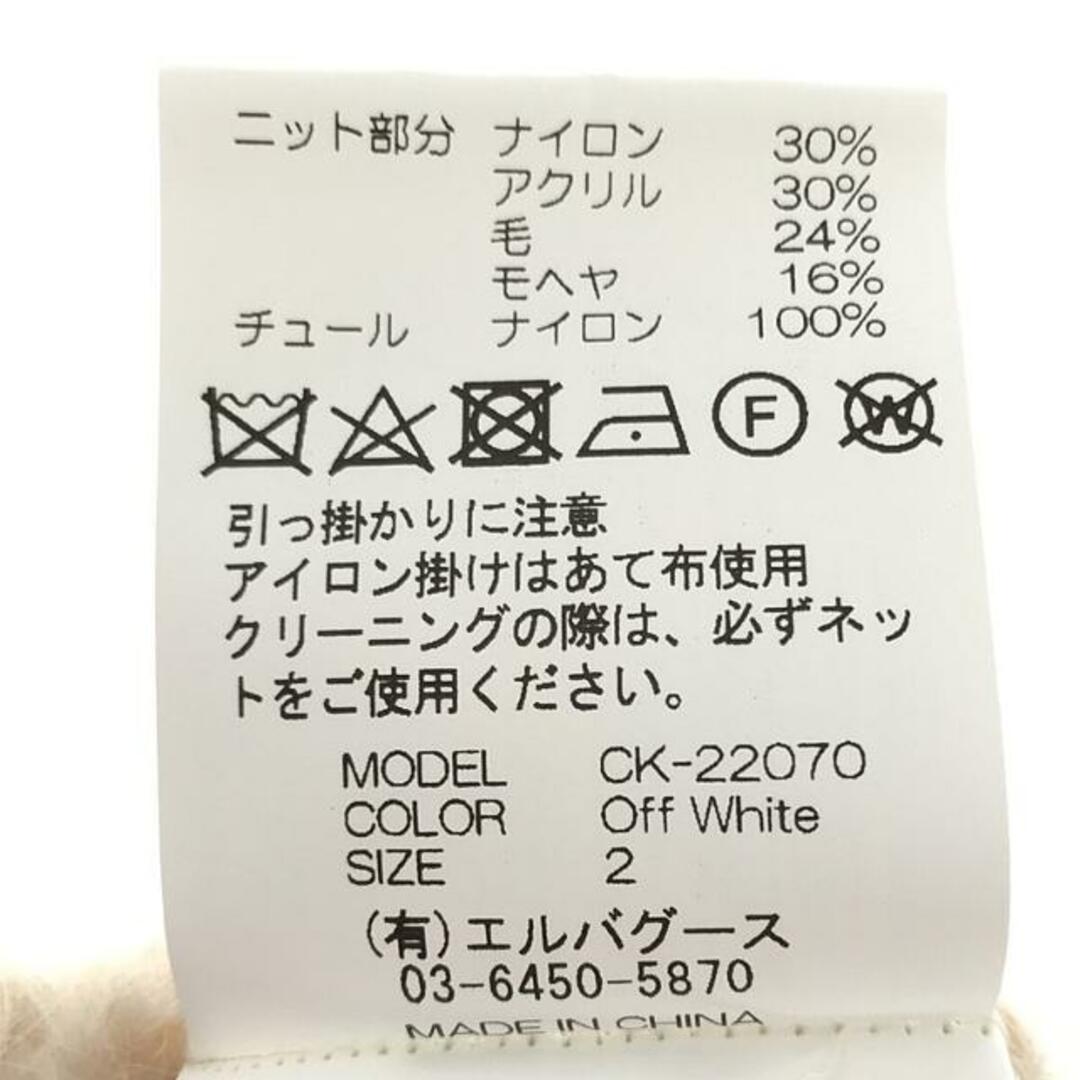 ニット部分 ナイロン 30%
アクリル 30%
毛 24%
モヘヤ 16%
チュール ナイロン 100%
F W
引っ掛かりに注意
アイロン掛けはあて布使用
クリーニングの際は、必ずネッ
トをご使用ください。
MODEL CK-22070
COLOR Off White
SIZE 2
(有)エルバグース
03-6450-5870
MADE IN CHINA